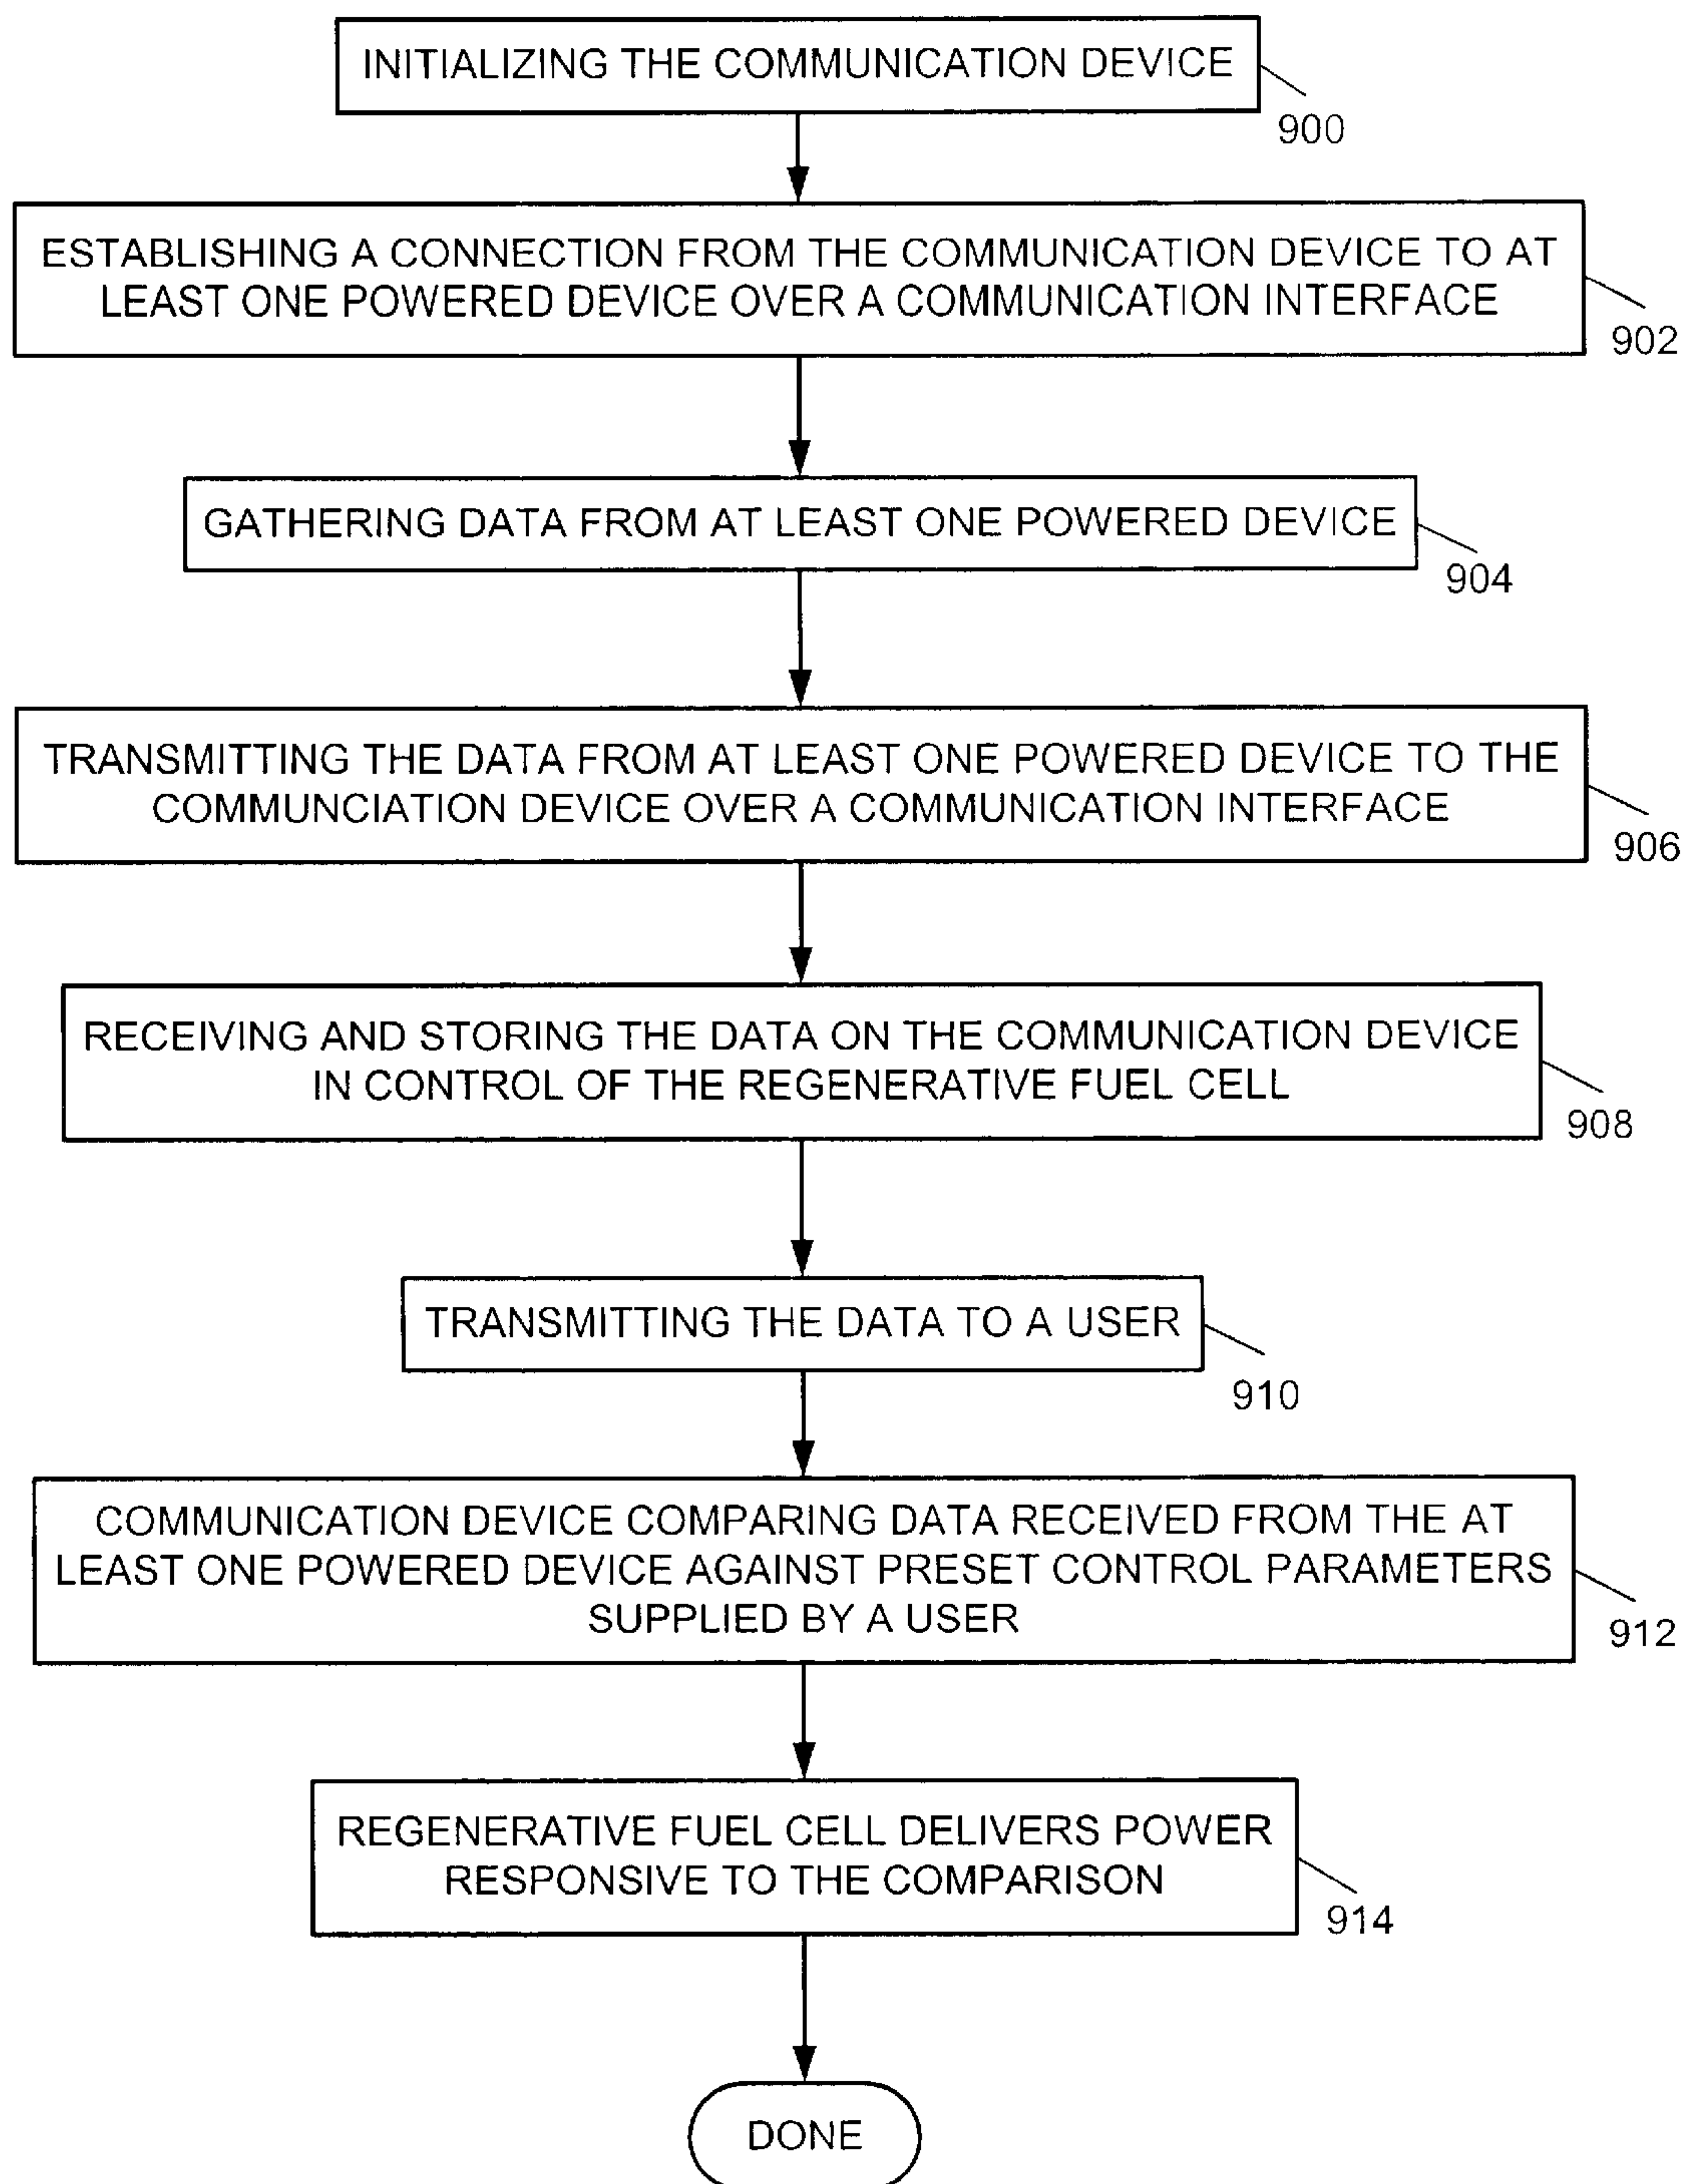 INITIALIZING THE COMMUNICATION DEVICE
900
ESTABLISHING A CONNECTION FROM THE COMMUNICATION DEVICE TO AT
LEAST ONE POWERED DEVICE OVER A COMMUNICATION INTERFACE
902
GATHERING DATA FROM AT LEAST ONE POWERED DEVICE
904
TRANSMITTING THE DATA FROM AT LEAST ONE POWERED DEVICE TO THE
COMMUNCIATION DEVICE OVER A COMMUNICATION INTERFACE
906
RECEIVING AND STORING THE DATA ON THE COMMUNICATION DEVICE
IN CONTROL OF THE REGENERATIVE FUEL CELL
908
TRANSMITTING THE DATA TO A USER
910
COMMUNICATION DEVICE COMPARING DATA RECEIVED FROM THE AT
LEAST ONE POWERED DEVICE AGAINST PRESET CONTROL PARAMETERS
SUPPLIED BY A USER
912
REGENERATIVE FUEL CELL DELIVERS POWER
RESPONSIVE TO THE COMPARISON
914
DONE